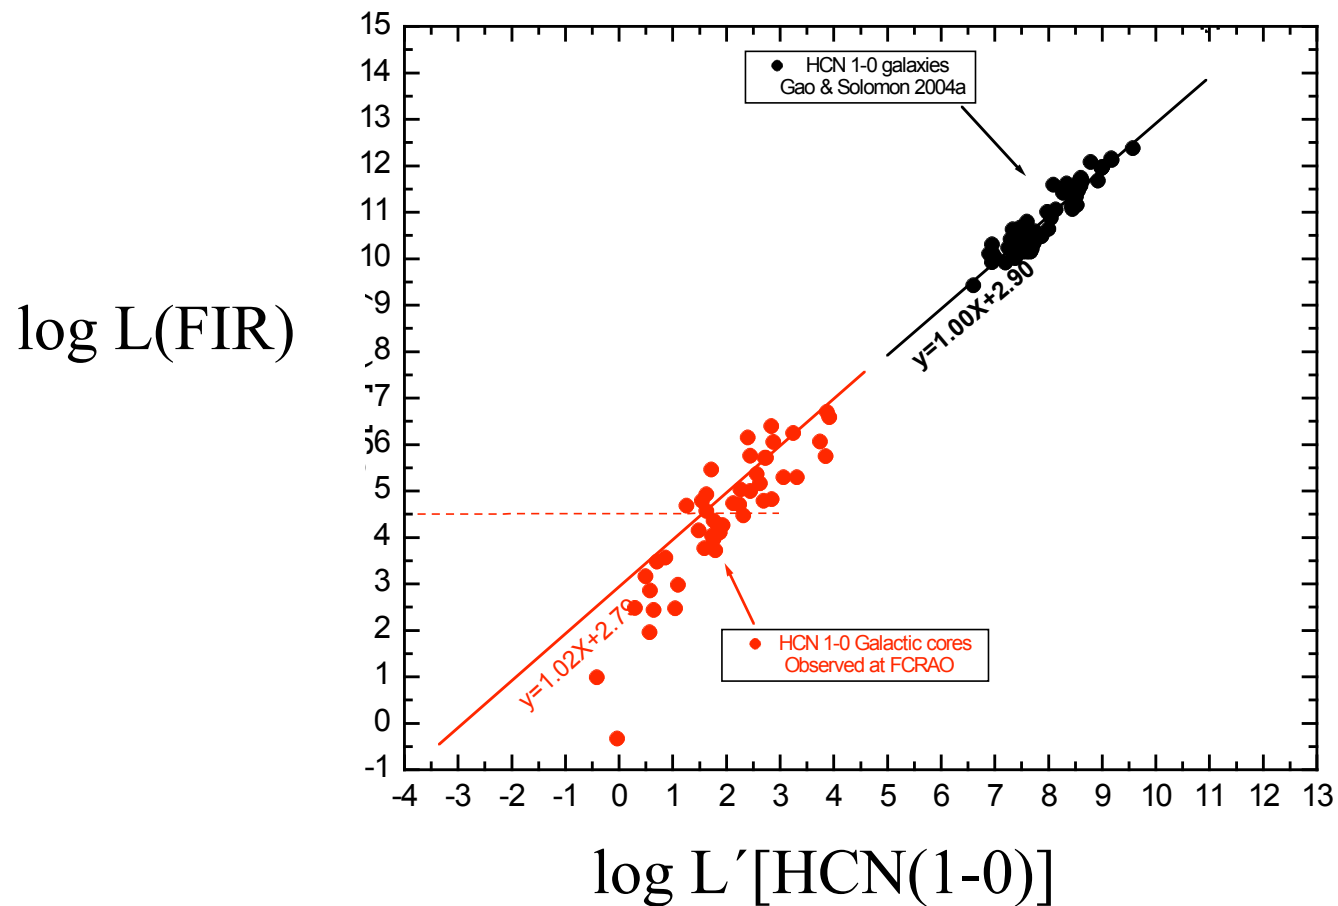 15
14
13
12
11
10
9
8
7
6
5
4
3
2
1
0
-1
-4 -3 -2 -1 0 1 2 3 4 5 6 7 8 9 10 11 12 13
log L(FIR)
log L´[HCN(1-0)]
HCN 1-0 galaxies
Gao & Solomon 2004a
y=1.00X+2.90
y=1.02X+2.79
HCN 1-0 Galactic cores
Observed at FCRAO